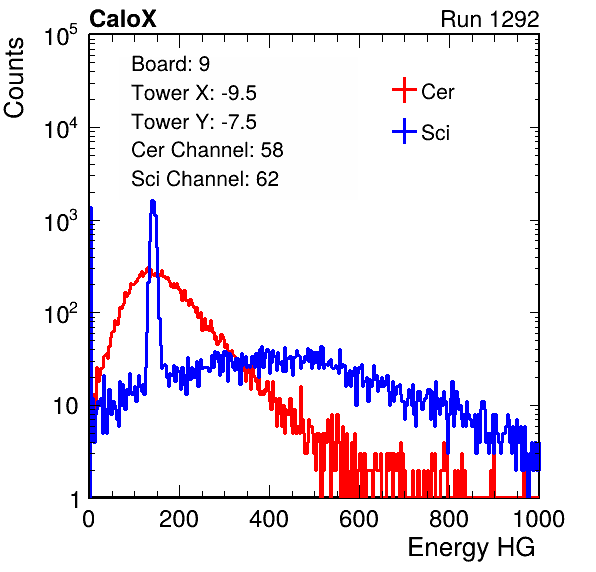 CaloX Run 1292
Counts
10^5
10^4
10^3
10^2
10
1
Board: 9
Tower X: -9.5
Tower Y: -7.5
Cer Channel: 58
Sci Channel: 62
Cer
Sci
0 200 400 600 800 1000
Energy HG